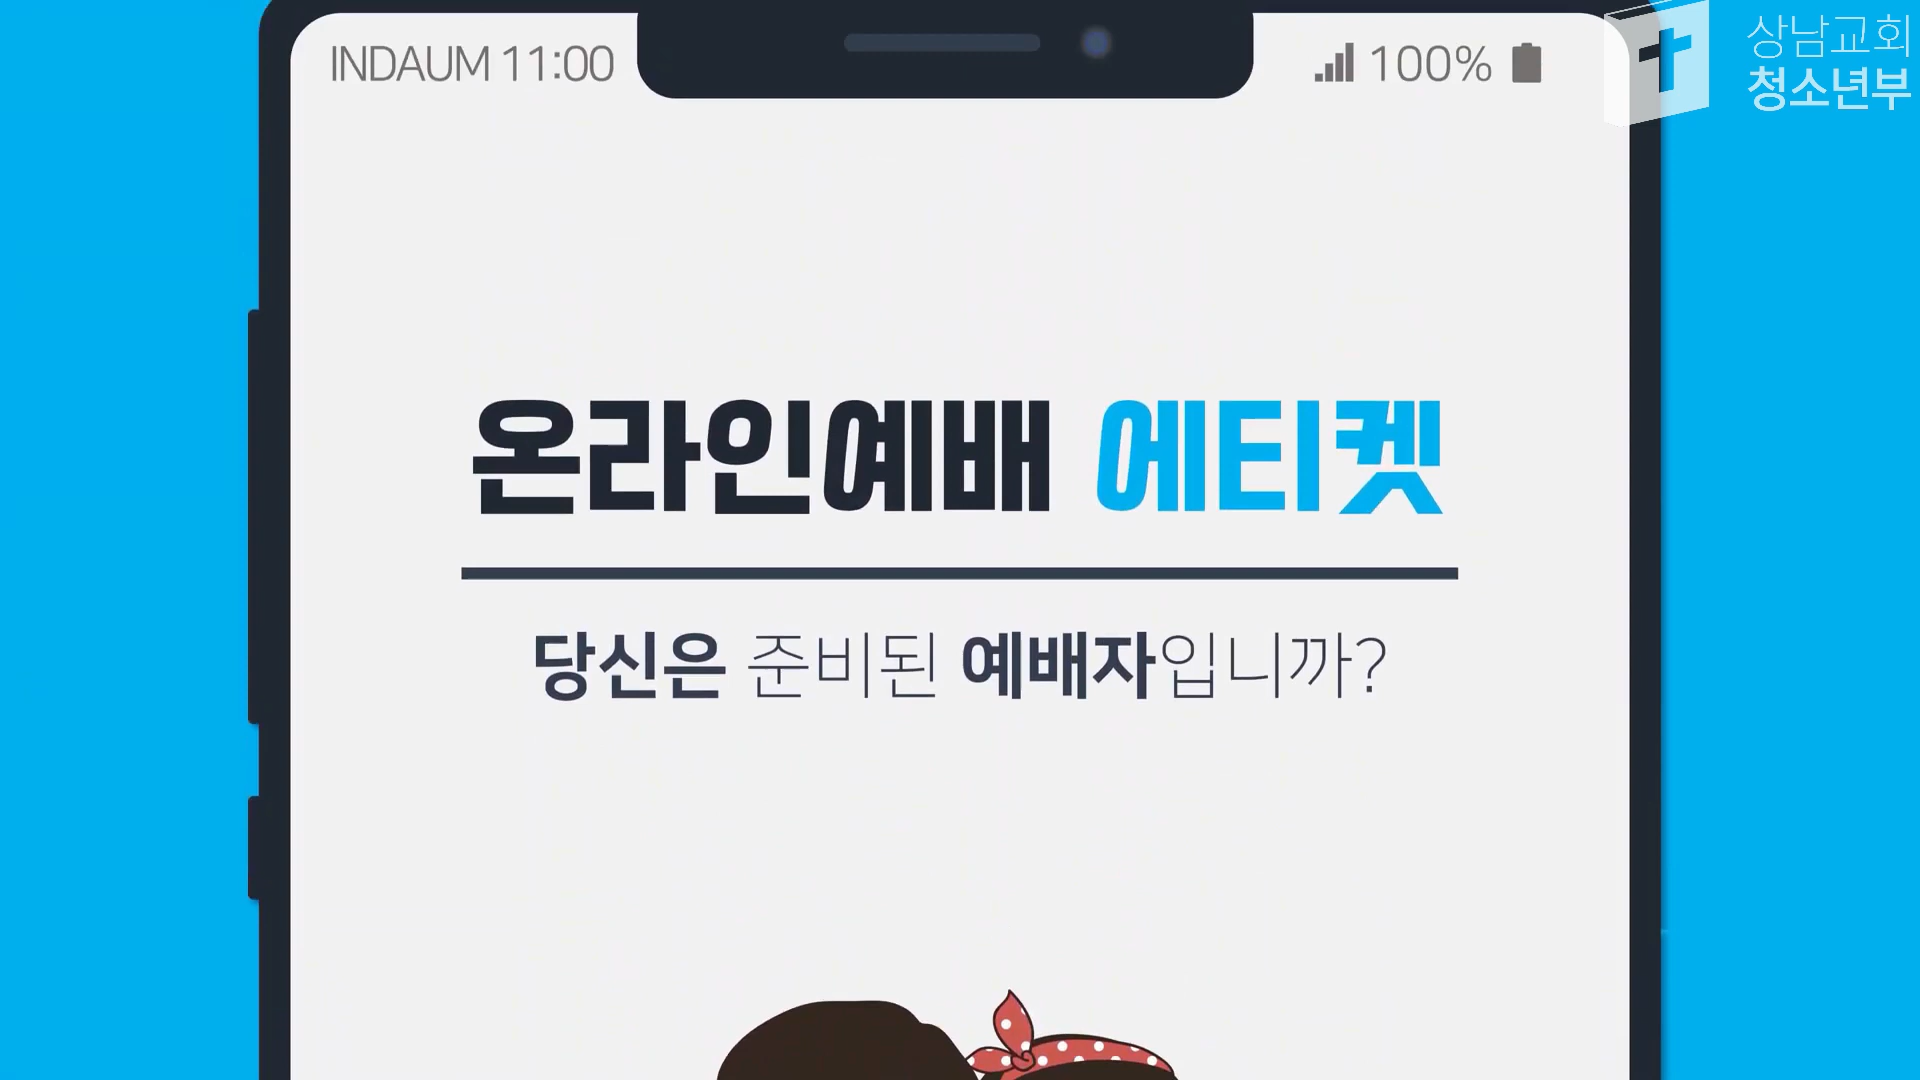 INDAUM 11:00
100%
상남교회
청소년부
온라인예배 에티켓
당신은 준비된 예배자입니까?